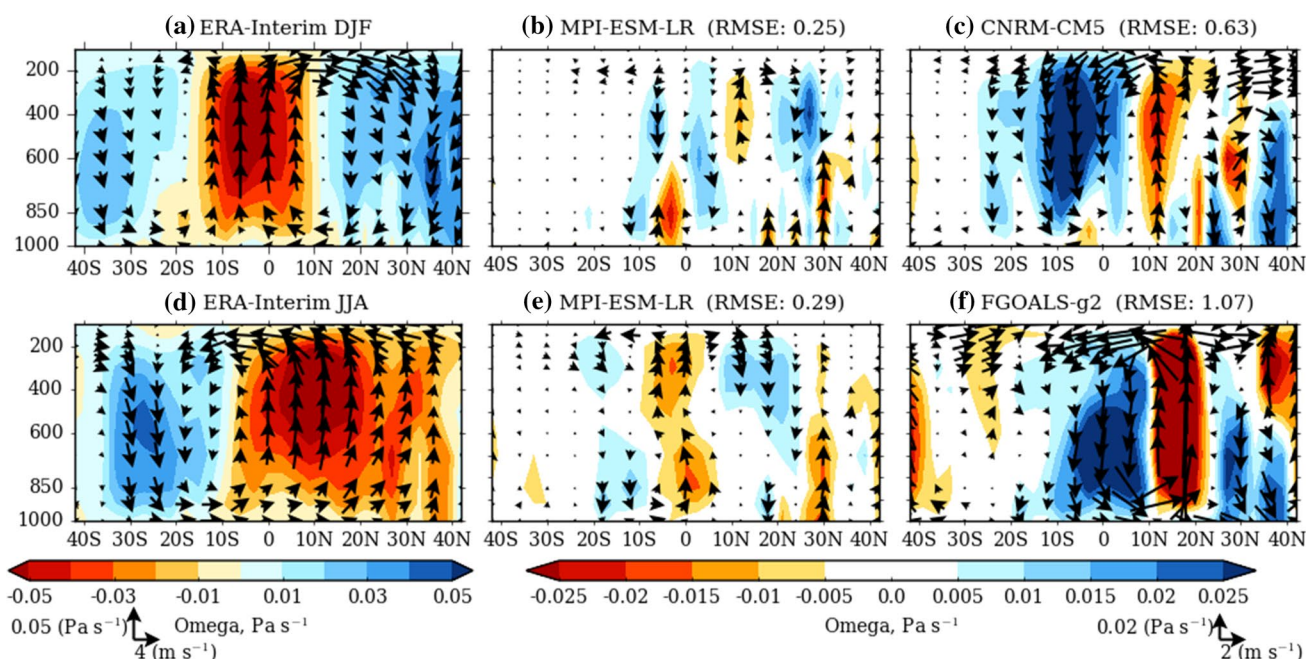 (a) ERA-Interim DJF (b) MPI-ESM-LR (RMSE: 0.25) (c) CNRM-CM5 (RMSE: 0.63)
200
400
600
850
1000
40S 30S 20S 10S 0 10N 20N 30N 40N 40S 30S 20S 10S 0 10N 20N 30N 40N 40S 30S 20S 10S 0 10N 20N 30N 40N
(d) ERA-Interim JJA (e) MPI-ESM-LR (RMSE: 0.29) (f) FGOALS-g2 (RMSE: 1.07)
200
400
600
850
1000
40S 30S 20S 10S 0 10N 20N 30N 40N 40S 30S 20S 10S 0 10N 20N 30N 40N 40S 30S 20S 10S 0 10N 20N 30N 40N
-0.05 -0.03 -0.01 0.01 0.03 0.05 -0.025 -0.02 -0.015 -0.01 -0.005 0.0 0.005 0.01 0.015 0.02 0.025
0.05 (Pa s⁻¹) Omega, Pa s⁻¹ Omega, Pa s⁻¹ 0.02 (Pa s⁻¹)
4 (m s⁻¹) 2 (m s⁻¹)